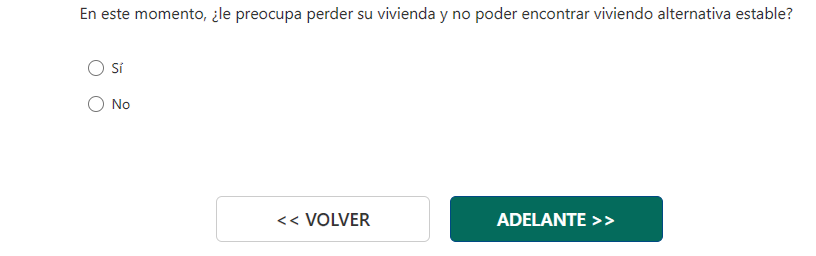 En este momento, ¿le preocupa perder su vivienda y no poder encontrar viviendo alternativa estable?
Sí
No
<< VOLVER
ADELANTE >>